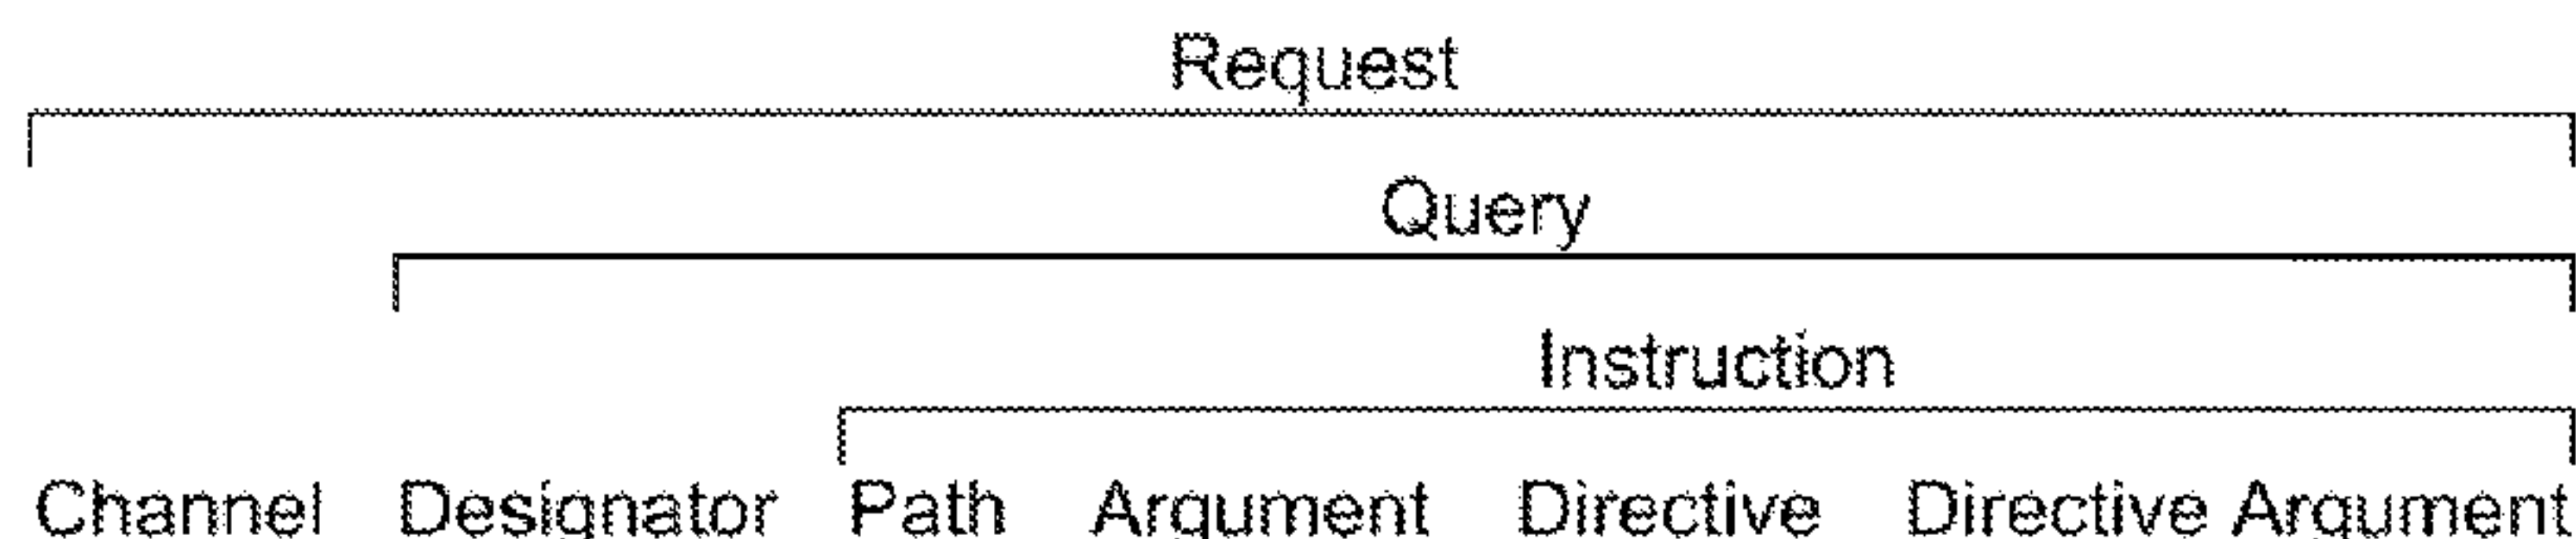 Request
Query
Instruction
Channel Designator Path Argument Directive Directive Argument